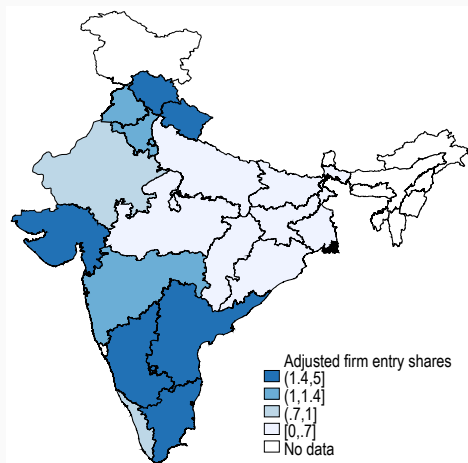 Adjusted firm entry shares
(1.4,5]
(1,1.4]
(.7,1]
[0,.7]
No data